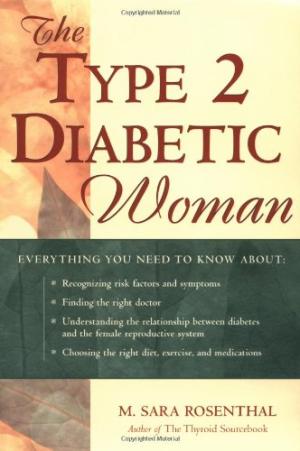 The
TYPE 2
DIABETIC
Woman
EVERYTHING YOU NEED TO KNOW ABOUT:
Recognizing risk factors and symptoms
Finding the right doctor
Understanding the relationship between diabetes
and the female reproductive system
Choosing the right diet, exercise, and medications
M. SARA ROSENTHAL
Author of The Thyroid Sourcebook